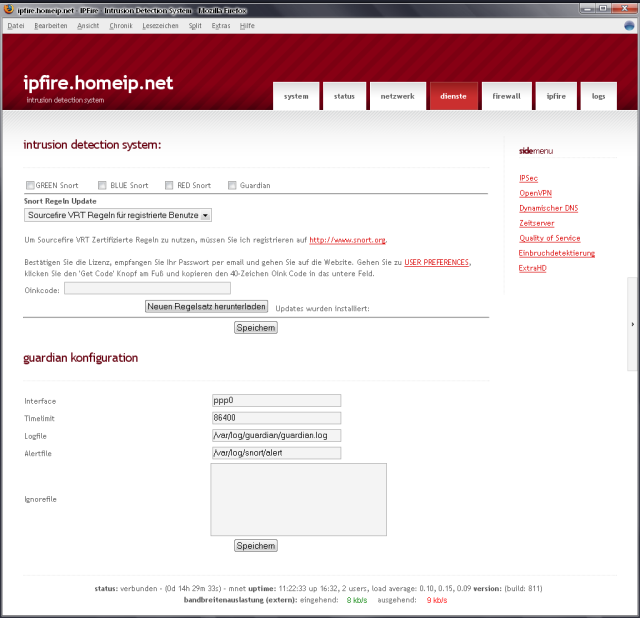 ipfire.homeip.net - IPFire - Intrusion Detection System - Mozilla Firefox
Datei Bearbeiten Ansicht Chronik Lesezeichen Split Extras Hilfe
ipfire.homeip.net
intrusion detection system
system status netzwerk dienste firewall ipfire logs
intrusion detection system:
GREEN Snort BLUE Snort RED Snort Guardian
Snort Regeln Update
Sourcefire VRT Regeln für registrierte Benutze
Um Sourcefire VRT Zertifizierte Regeln zu nutzen, müssen Sie ich registrieren auf http://www.snort.org.
Bestätigen Sie die Lizenz, empfangen Sie Ihr Passwort per email und gehen Sie auf die Website. Gehen Sie zu USER PREFERENCES,
klicken Sie den 'Get Code' Knopf am Fuß und kopieren den 40-Zeichen Oink Code in das untere Feld.
Oinkcode:
Neuen Regelsatz herunterladen Updates wurden installiert:
Speichern
guardian konfiguration
Interface ppp0
Timelimit 86400
Logfile /var/log/guardian/guardian.log
Alertfile /var/log/snort/alert
Ignorefile
Speichern
sidemenu
IPSec
OpenVPN
Dynamischer DNS
Zeitserver
Quality of Service
Einbruchdetektierung
ExtraHD
status: verbunden - (0d 14h 29m 33s) - mnet uptime: 11:22:33 up 16:32, 2 users, load average: 0.10, 0.15, 0.09 version: (build: 811)
bandbreitenauslastung (extern): eingehend: 8 kb/s ausgehend: 9 kb/s